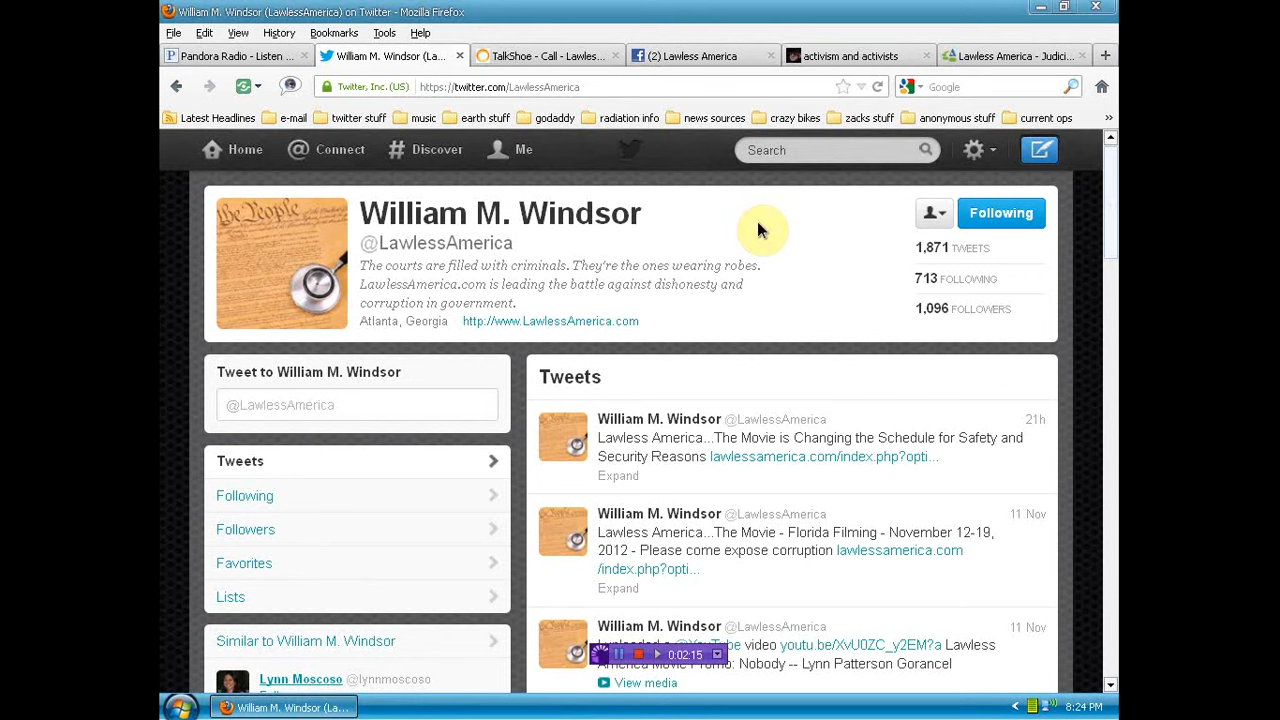 William M. Windsor (LawlessAmerica) on Twitter - Mozilla Firefox
File Edit View History Bookmarks Tools Help
Pandora Radio - Listen ... William M. Windsor (La... TalkShoe - Call - Lawles... (2) Lawless America activism and activists Lawless America - Judici...
Twitter, Inc. (US) https://twitter.com/LawlessAmerica Google
Latest Headlines e-mail twitter stuff music earth stuff godaddy radiation info news sources crazy bikes zacks stuff anonymous stuff current ops »
Home Connect Discover Me Search
We the People
William M. Windsor
@LawlessAmerica
The courts are filled with criminals. They're the ones wearing robes.
LawlessAmerica.com is leading the battle against dishonesty and
corruption in government.
Atlanta, Georgia http://www.LawlessAmerica.com
Following
1,871 TWEETS
713 FOLLOWING
1,096 FOLLOWERS
Tweet to William M. Windsor
@LawlessAmerica
Tweets
Following
Followers
Favorites
Lists
Similar to William M. Windsor
Lynn Moscoso @lynnmoscoso
Tweets
William M. Windsor @LawlessAmerica 21h
Lawless America...The Movie is Changing the Schedule for Safety and
Security Reasons lawlessamerica.com/index.php?opti...
Expand
William M. Windsor @LawlessAmerica 11 Nov
Lawless America...The Movie - Florida Filming - November 12-19,
2012 - Please come expose corruption lawlessamerica.com
/index.php?opti...
Expand
William M. Windsor @LawlessAmerica 11 Nov
I uploaded a @YouTube video youtu.be/XvU0ZC_y2EM?a Lawless
America Movie Promo: Nobody -- Lynn Patterson Gorancel
View media
0:02:15
William M. Windsor (La... 8:24 PM